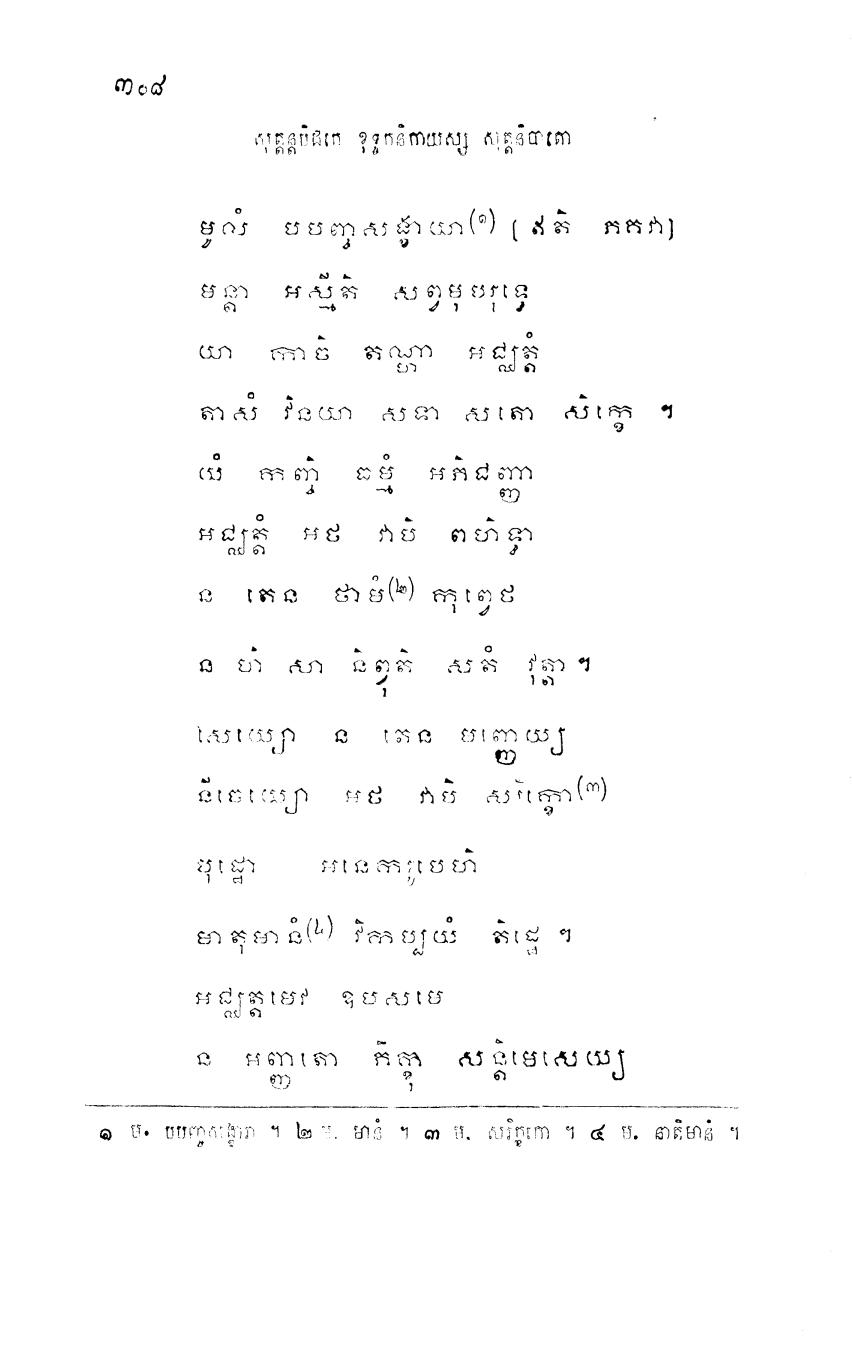 ៣០៨
សុត្តន្តបិដកេ ខុទ្ទកនិកាយស្ស សុត្តនិបាតោ
មូលំ បបញ្ចសង្ខាយា(១) [ ឥតិ ភគវា ]
មន្តា អស្មីតិ សព្វមុបរុទ្ធេ
យា កាចិ តណ្ហា អជ្ឈត្តំ
តាសំ វិនយា សទា សតោ សិក្ខេ ។
យំ កញ្ចិ ធម្មំ អភិជញ្ញា
អជ្ឈត្តំ អថ វាបិ ពហិទ្ធា
ន តេន ថាមំ(២) កុព្វេថ
ន ហិ សា និព្វុតិ សតំ វុត្តា ។
សេយ្យោ ន តេន មញ្ញេយ្យ
នីចេយ្យោ អថ វាបិ សរិក្ខោ(៣)
ផុដ្ឋោ អនេករូបេហិ
មាតុមានំ(៤) វិកប្បយំ តិដ្ឋេ ។
អជ្ឈត្តមេវ ឧបសមេ
ន អញ្ញតោ ភិក្ខុ សន្តិមេសេយ្យ
១ ម. បបញ្ចសង្ខារា ។ ២ ម. មានំ ។ ៣ ម. សរិក្ខកោ ។ ៤ ម. នាតិមានំ ។